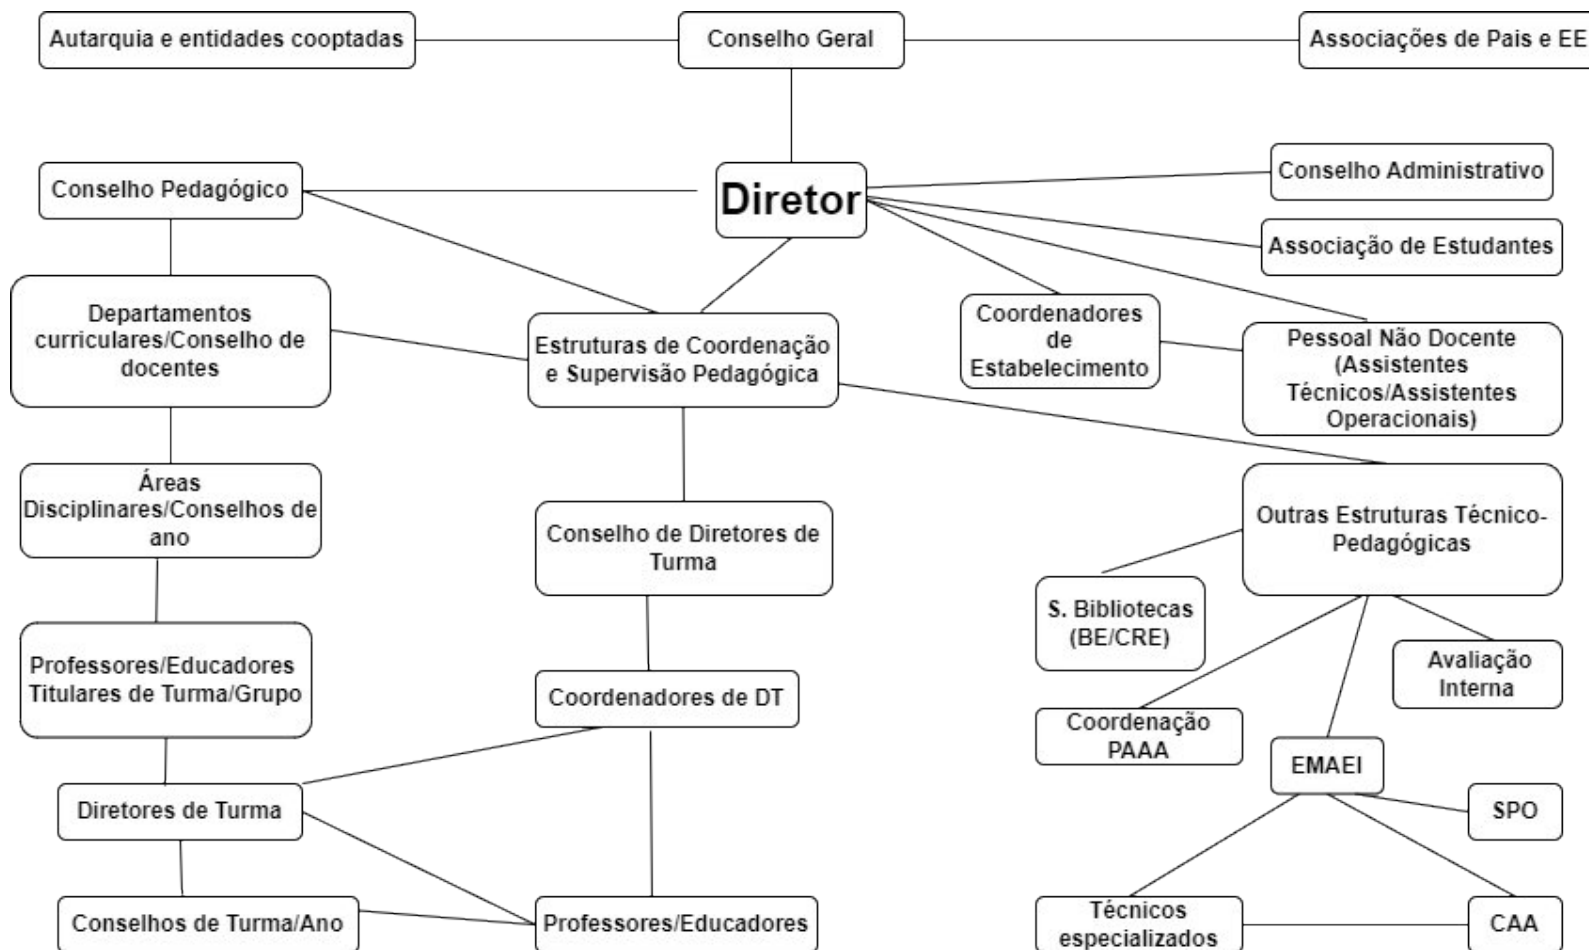 Autarquia e entidades cooptadas
Conselho Geral
Associações de Pais e EE
Conselho Pedagógico
Diretor
Conselho Administrativo
Associação de Estudantes
Departamentos
curriculares/Conselho de
docentes
Estruturas de Coordenação
e Supervisão Pedagógica
Coordenadores
de
Estabelecimento
Pessoal Não Docente
(Assistentes
Técnicos/Assistentes
Operacionais)
Áreas
Disciplinares/Conselhos de
ano
Conselho de Diretores de
Turma
Outras Estruturas Técnico-
Pedagógicas
S. Bibliotecas
(BE/CRE)
Professores/Educadores
Titulares de Turma/Grupo
Coordenadores de DT
Coordenação
PAAA
Avaliação
Interna
EMAEI
Diretores de Turma
SPO
Conselhos de Turma/Ano
Professores/Educadores
Técnicos
especializados
CAA